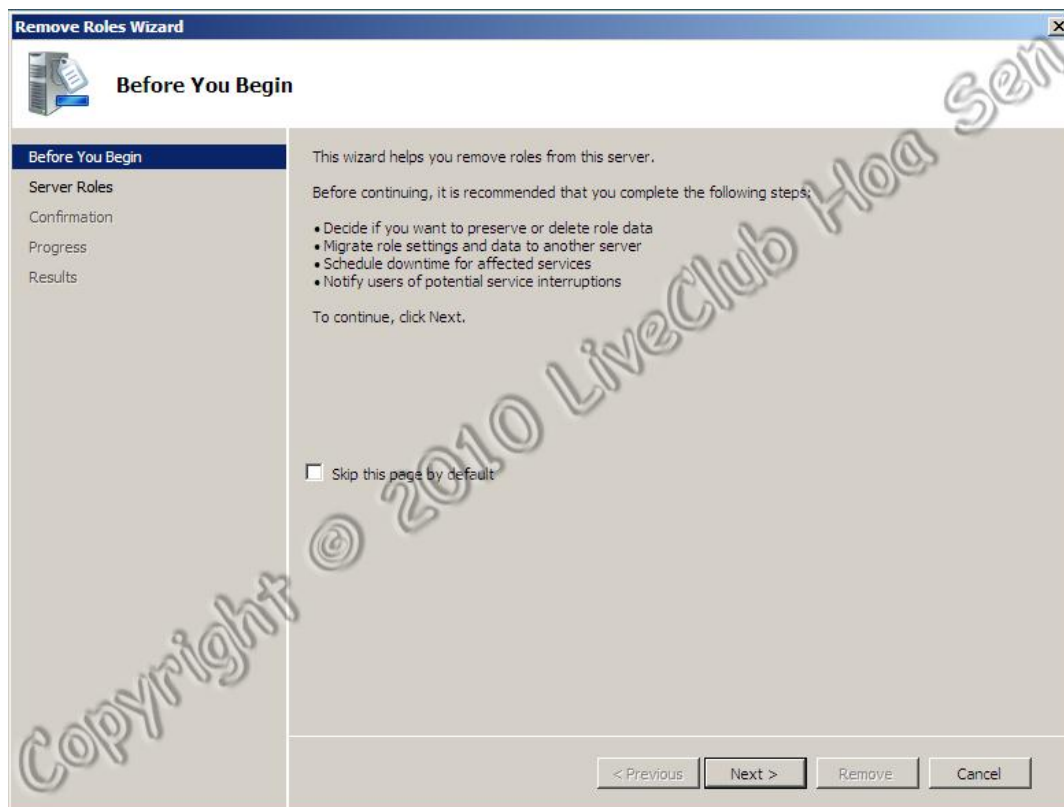 Remove Roles Wizard
Before You Begin
Before You Begin
Server Roles
Confirmation
Progress
Results
This wizard helps you remove roles from this server.
Before continuing, it is recommended that you complete the following steps:
• Decide if you want to preserve or delete role data
• Migrate role settings and data to another server
• Schedule downtime for affected services
• Notify users of potential service interruptions
To continue, click Next.
Skip this page by default
< Previous
Next >
Remove
Cancel
Copyright © 2010 LiveClub Hoa Sen